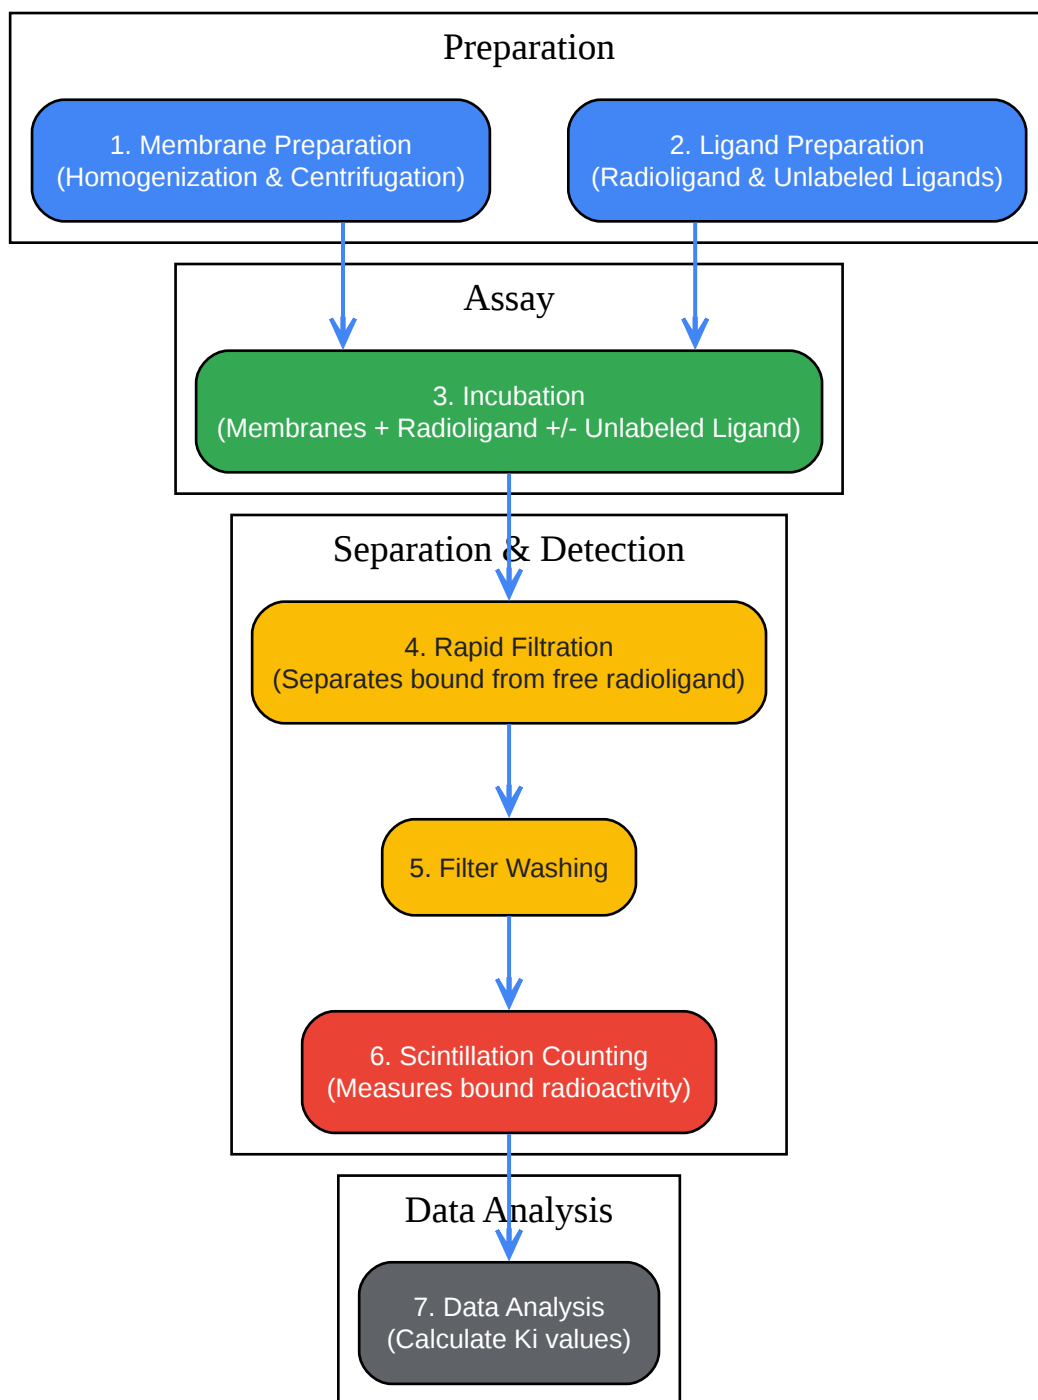 Preparation
1. Membrane Preparation
(Homogenization & Centrifugation)
2. Ligand Preparation
(Radioligand & Unlabeled Ligands)
Assay
3. Incubation
(Membranes + Radioligand +/- Unlabeled Ligand)
Separation & Detection
4. Rapid Filtration
(Separates bound from free radioligand)
5. Filter Washing
6. Scintillation Counting
(Measures bound radioactivity)
Data Analysis
7. Data Analysis
(Calculate Ki values)